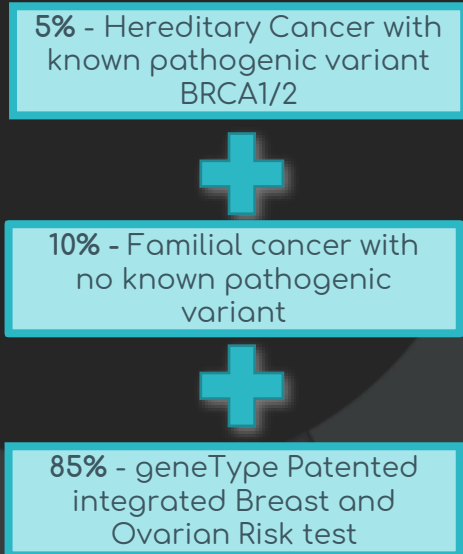 5% - Hereditary Cancer with
known pathogenic variant
BRCA1/2
10% - Familial cancer with
no known pathogenic
variant
85% - geneType Patented
integrated Breast and
Ovarian Risk test